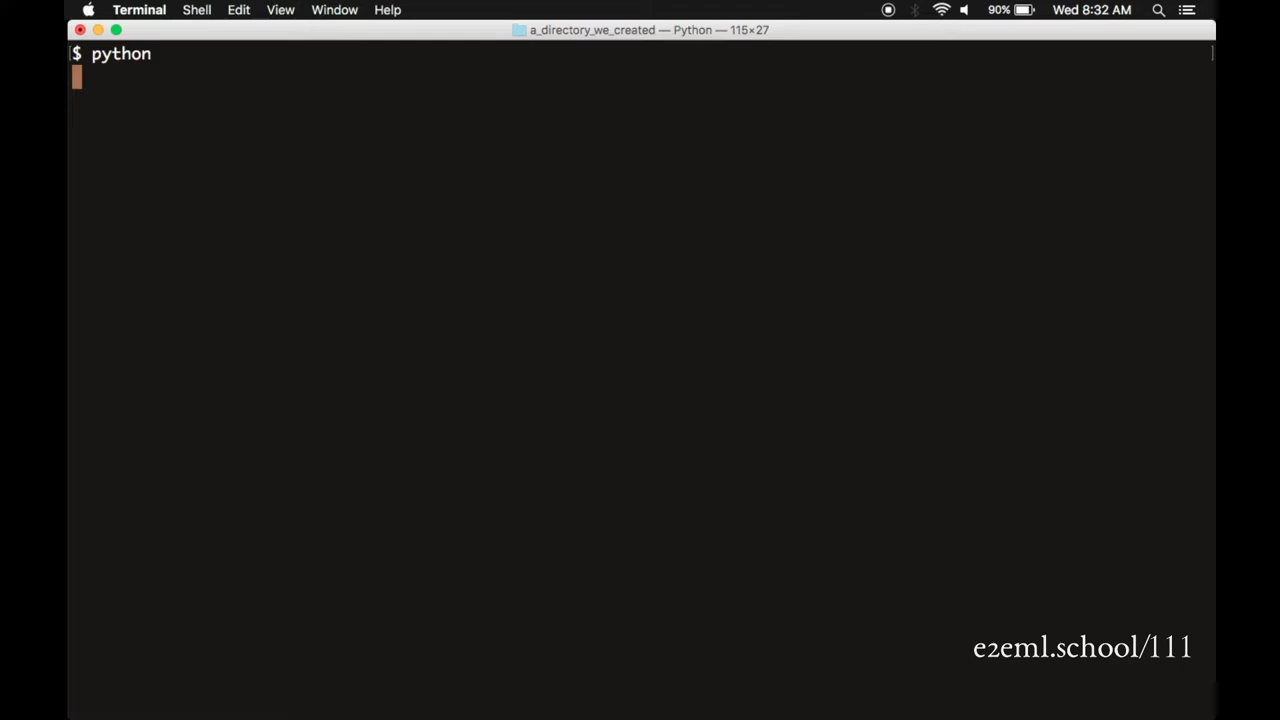 Terminal Shell Edit View Window Help 90% Wed 8:32 AM
a_directory_we_created — Python — 115×27
[$ python ]
e2eml.school/111